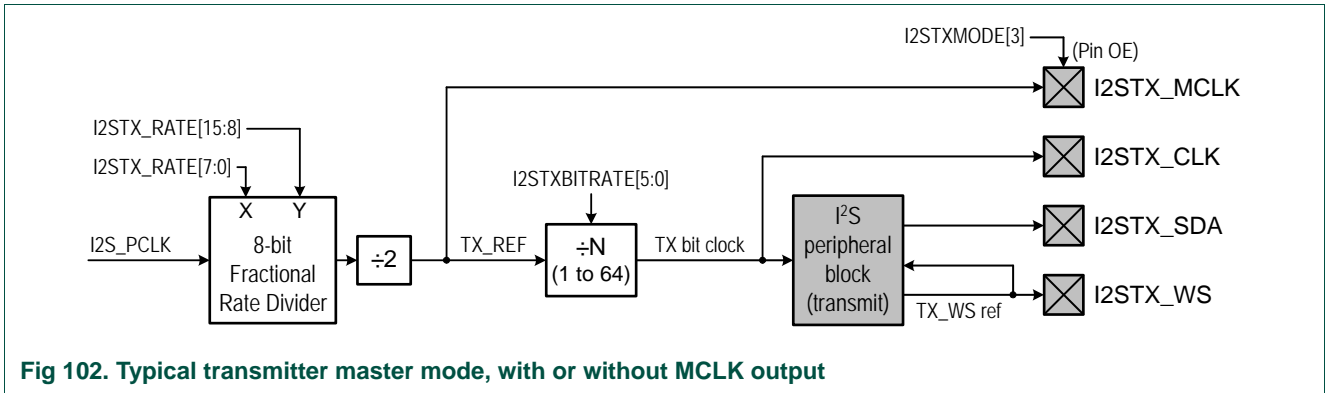 I2STXMODE[3]
(Pin OE)
I2STX_MCLK
I2STX_RATE[15:8]
I2STX_RATE[7:0]
I2STX_CLK
I2STXBITRATE[5:0]
X Y
8-bit
Fractional
Rate Divider
I2S_PCLK
÷2
TX_REF
÷N
(1 to 64)
TX bit clock
I²S
peripheral
block
(transmit)
I2STX_SDA
TX_WS ref
I2STX_WS
Fig 102. Typical transmitter master mode, with or without MCLK output